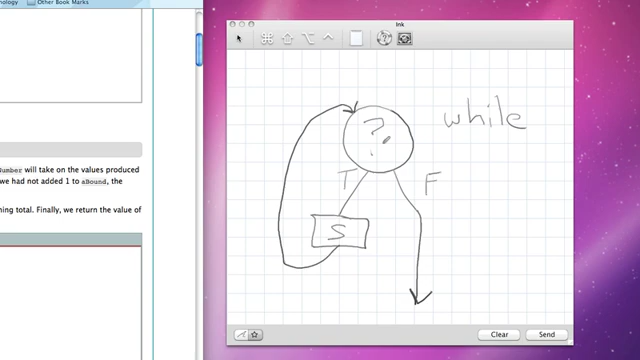 nology
Other Book Marks
Number will take on the values produced
we had not added 1 to aBound, the
ning total. Finally, we return the value of
Ink
while
?
T
F
S
Clear
Send